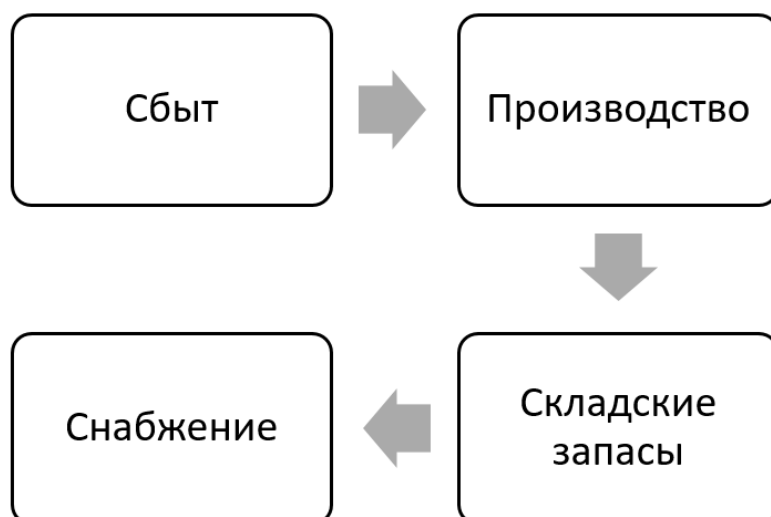 Сбыт
Производство
Складские
запасы
Снабжение